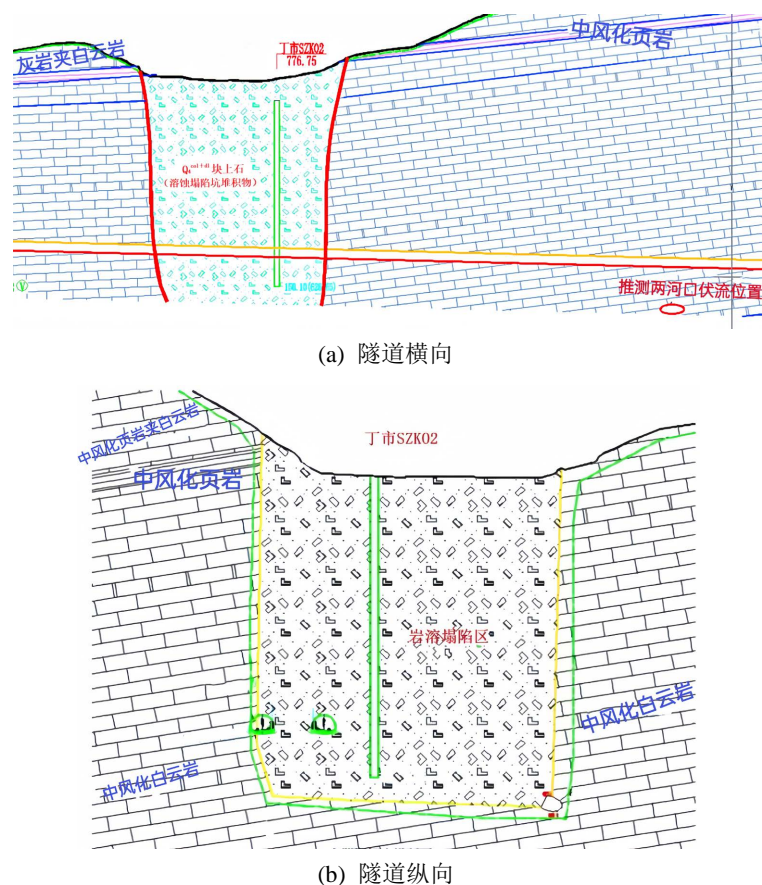 丁市SZK02
776.75
灰岩夹白云岩
中风化页岩
块土石
(溶蚀塌陷坑堆积物)
推测两河口伏流位置
(a) 隧道横向
丁市SZK02
中风化页岩夹白云岩
中风化页岩
岩溶塌陷区
中风化白云岩
中风化白云岩
(b) 隧道纵向